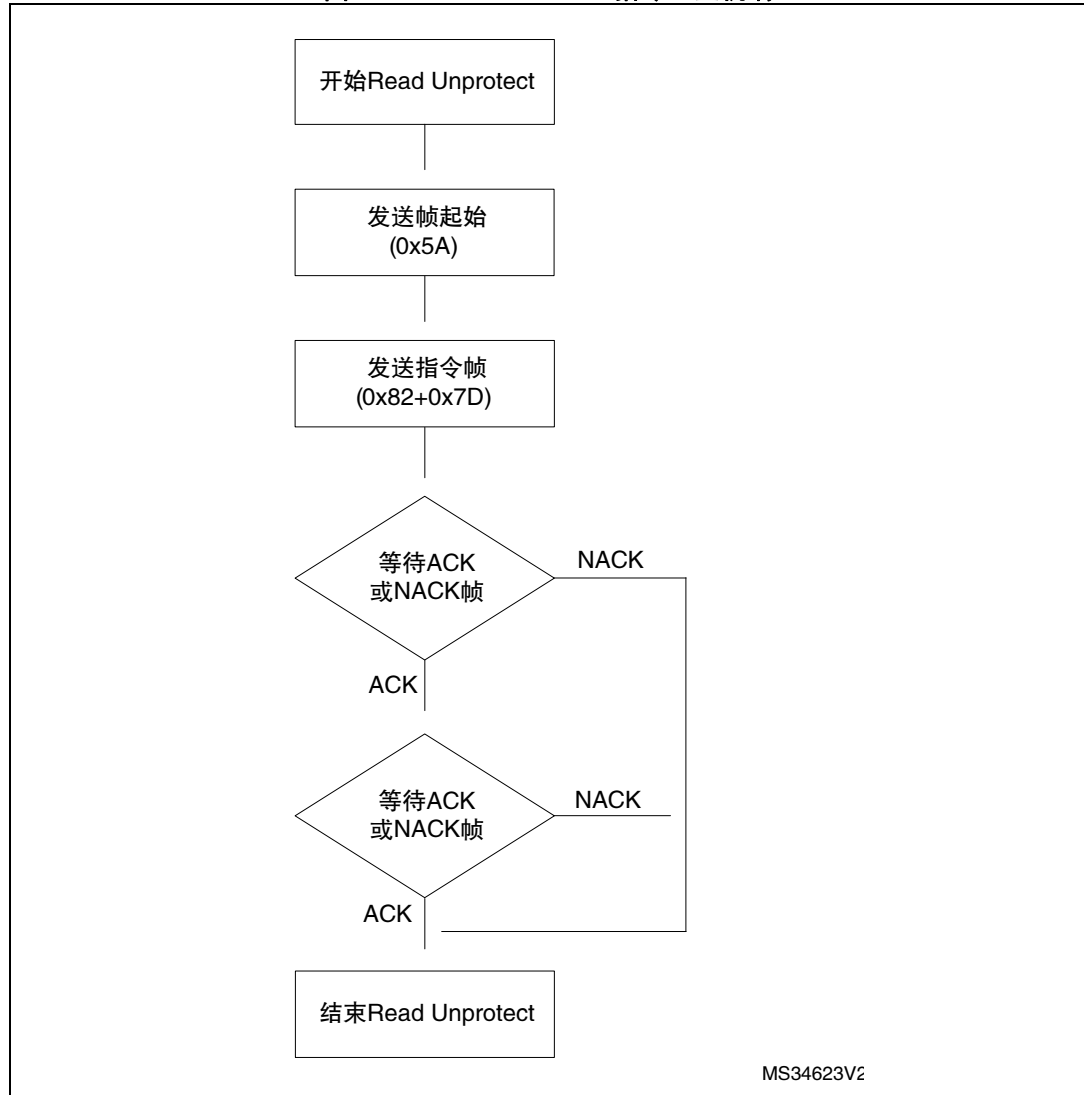 开始Read Unprotect
发送帧起始
(0x5A)
发送指令帧
(0x82+0x7D)
等待ACK
或NACK帧
NACK
ACK
等待ACK
或NACK帧
NACK
ACK
结束Read Unprotect
MS34623V2